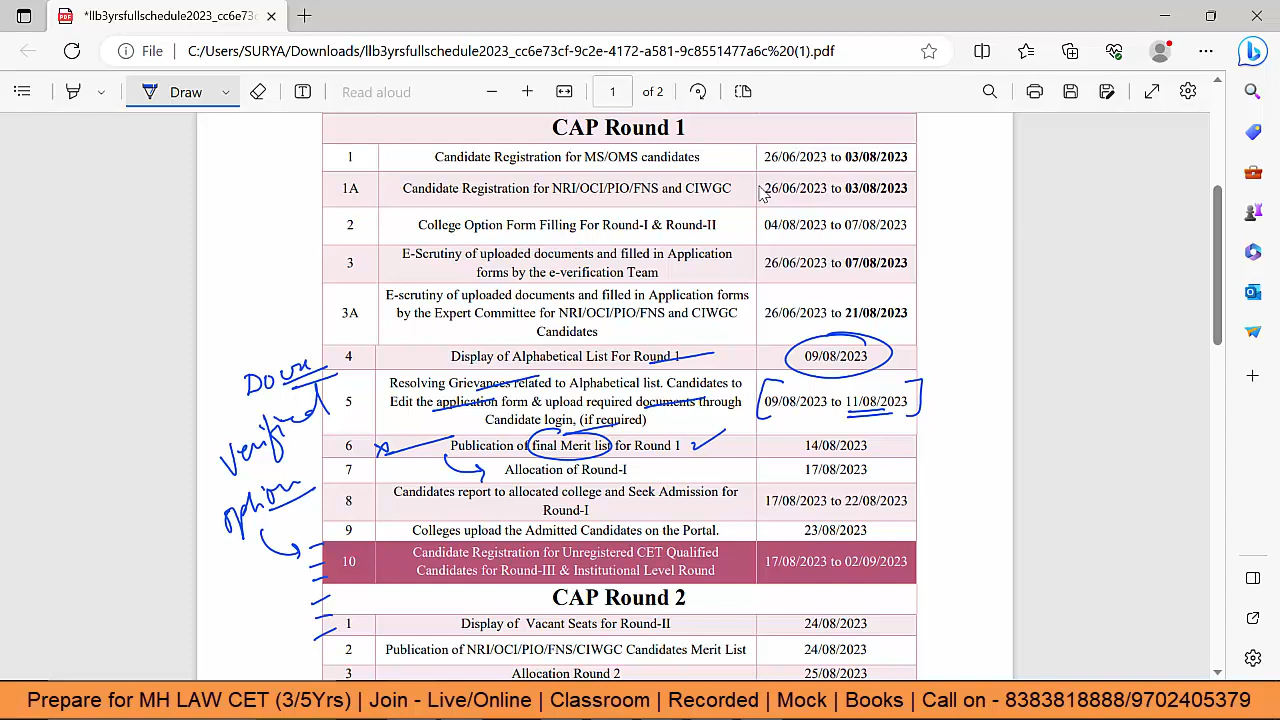 *llb3yrsfullschedule2023_cc6e73c
File
C:/Users/SURYA/Downloads/llb3yrsfullschedule2023_cc6e73cf-9c2e-4172-a581-9c8551477a6c%20(1).pdf
Draw
Read aloud
1
of 2
CAP Round 1
1 Candidate Registration for MS/OMS candidates 26/06/2023 to 03/08/2023
1A Candidate Registration for NRI/OCI/PIO/FNS and CIWGC 26/06/2023 to 03/08/2023
2 College Option Form Filling For Round-I & Round-II 04/08/2023 to 07/08/2023
3 E-Scrutiny of uploaded documents and filled in Application
forms by the e-verification Team 26/06/2023 to 07/08/2023
3A E-scrutiny of uploaded documents and filled in Application forms
by the Expert Committee for NRI/OCI/PIO/FNS and CIWGC
Candidates 26/06/2023 to 21/08/2023
4 Display of Alphabetical List For Round 1 09/08/2023
5 Resolving Grievances related to Alphabetical list. Candidates to
Edit the application form & upload required documents through
Candidate login, (if required) 09/08/2023 to 11/08/2023
6 Publication of final Merit list for Round 1 14/08/2023
7 Allocation of Round-I 17/08/2023
8 Candidates report to allocated college and Seek Admission for
Round-I 17/08/2023 to 22/08/2023
9 Colleges upload the Admitted Candidates on the Portal. 23/08/2023
10 Candidate Registration for Unregistered CET Qualified
Candidates for Round-III & Institutional Level Round 17/08/2023 to 02/09/2023
verified
option
CAP Round 2
1 Display of Vacant Seats for Round-II 24/08/2023
2 Publication of NRI/OCI/PIO/FNS/CIWGC Candidates Merit List 24/08/2023
3 Allocation Round 2 25/08/2023
Prepare for MH LAW CET (3/5Yrs) | Join - Live/Online | Classroom | Recorded | Mock | Books | Call on - 8383818888/9702405379